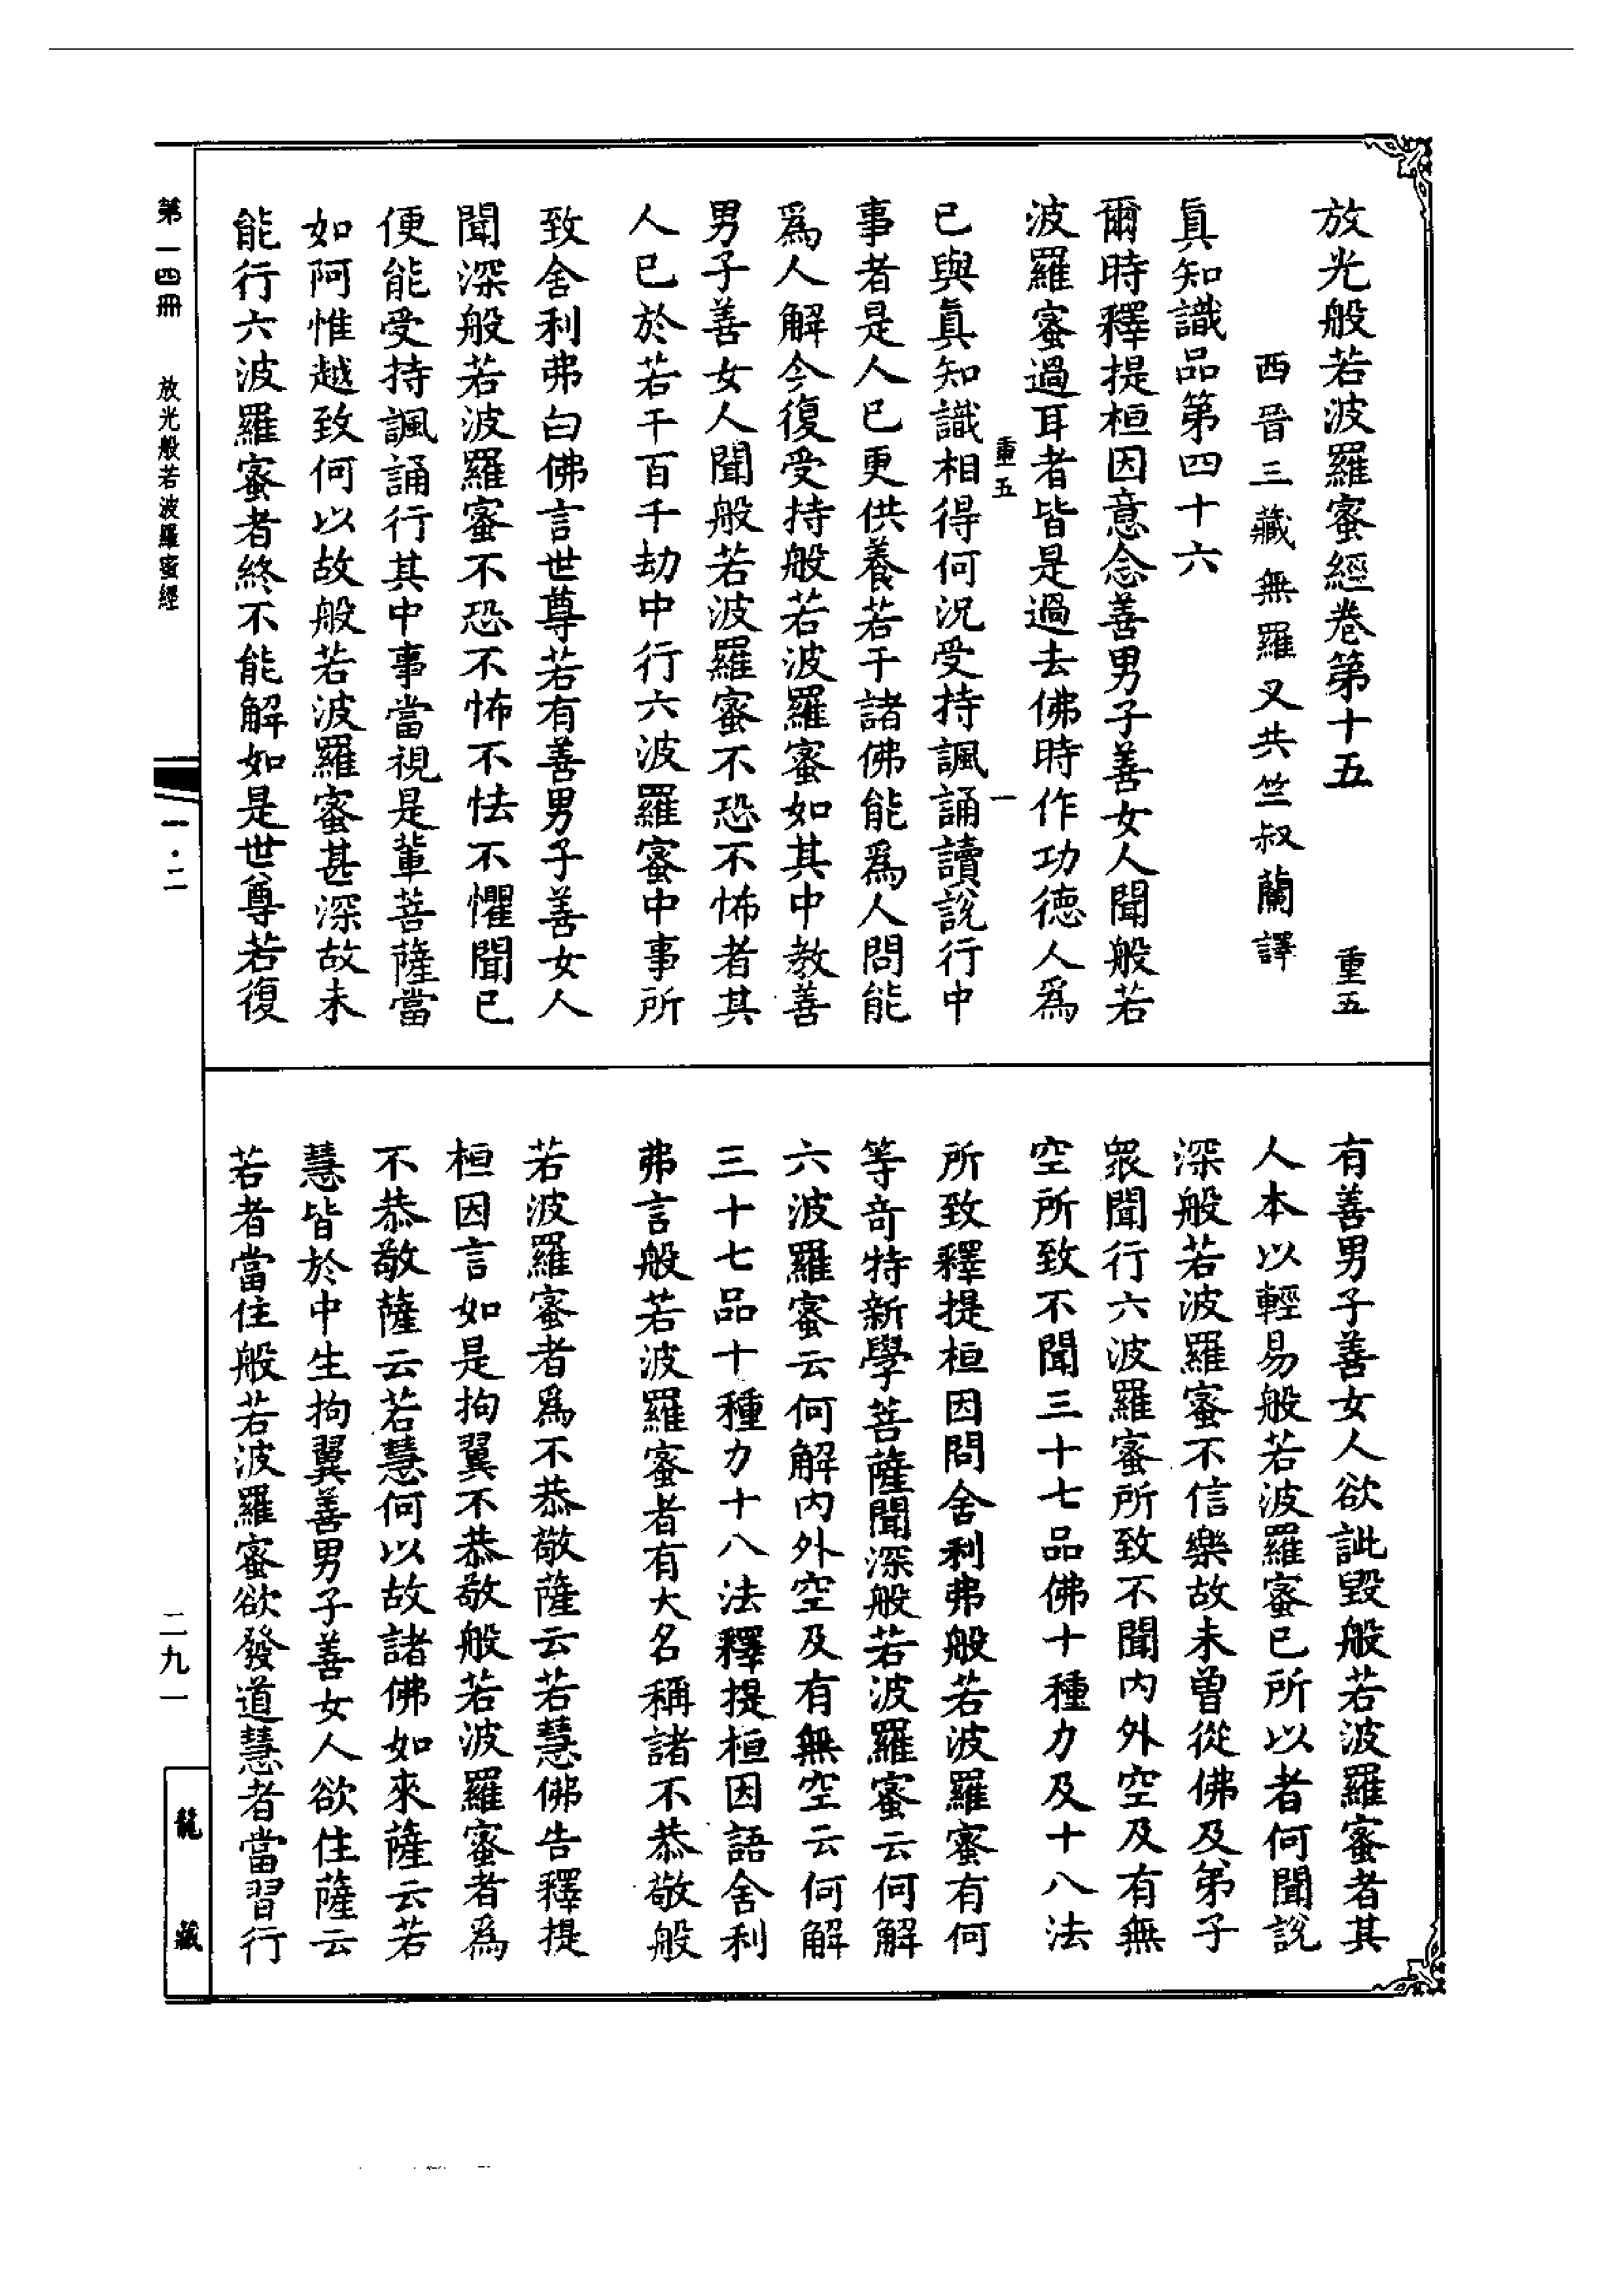 放光般若波羅蜜經卷第十五　重五
西晉三藏無羅叉共竺叔蘭譯
眞知識品第四十六
爾時釋提桓因意念善男子善女人聞般若
波羅蜜過耳者皆是過去佛時作功德人爲
重五　一
已與眞知識相得何況受持諷誦讀說行中
事者是人已更供養若干諸佛能爲人問能
爲人解今復受持般若波羅蜜如其中教善
男子善女人聞般若波羅蜜不恐不怖者其
人已於若干百千劫中行六波羅蜜中事所
致舍利弗白佛言世尊若有善男子善女人
聞深般若波羅蜜不恐不怖不怯不懼聞已
便能受持諷誦行其中事當視是輩菩薩當
如阿惟越致何以故般若波羅蜜甚深故未
能行六波羅蜜者終不能解如是世尊若復
有善男子善女人欲訿毀般若波羅蜜者其
人本以輕易般若波羅蜜已所以者何聞說
深般若波羅蜜不信樂故未曾從佛及弟子
眾聞行六波羅蜜所致不聞內外空及有無
空所致不聞三十七品佛十種力及十八法
所致釋提桓因問舍利弗般若波羅蜜有何
等奇特新學菩薩聞深般若波羅蜜云何解
六波羅蜜云何解內外空及有無空云何解
三十七品十種力十八法釋提桓因語舍利
弗言般若波羅蜜者有大名稱諸不恭敬般
若波羅蜜者爲不恭敬薩云若慧佛告釋提
桓因言如是拘翼不恭敬般若波羅蜜者爲
不恭敬薩云若慧何以故諸佛如來薩云若
慧皆於中生拘翼善男子善女人欲住薩云
若者當住般若波羅蜜欲發道慧者當習行
第一四冊　放光般若波羅蜜經
一・二
二九一
龍藏